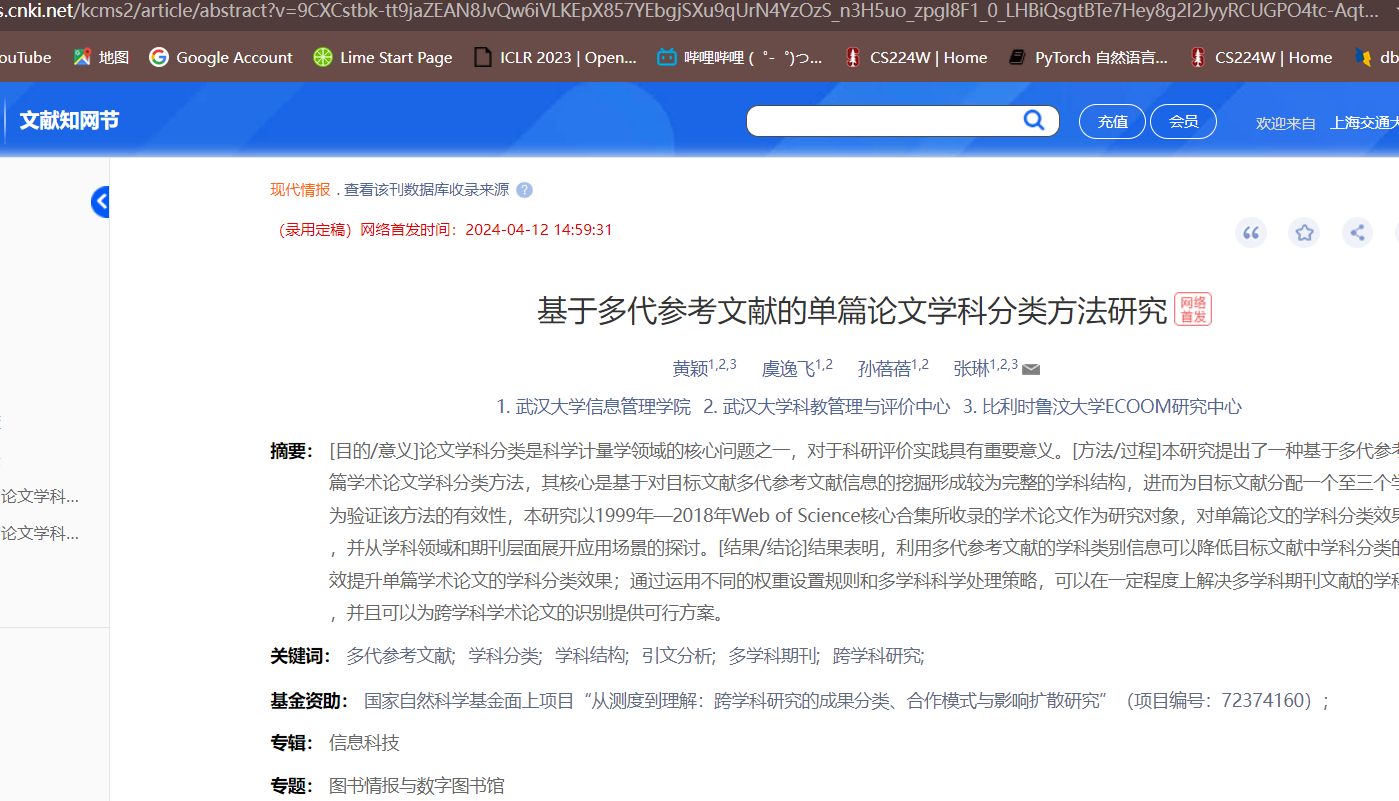 s.cnki.net/kcms2/article/abstract?v=9CXCstbk-tt9jaZEAN8JvQw6iVLKEpX857YEbgjSXu9qUrN4YzOzS_n3H5uo_zpgI8F1_0_LHBiQsgtBTe7Hey8g2I2JyyRCUGPO4tc-Aqt...
ouTube 地图 Google Account Lime Start Page ICLR 2023 | Open... 哔哩哔哩 (゜-゜)つ... CS224W | Home PyTorch 自然语言... CS224W | Home db
文献知网节 充值 会员 欢迎来自 上海交通大
现代情报 . 查看该刊数据库收录来源 ?
(录用定稿) 网络首发时间: 2024-04-12 14:59:31
基于多代参考文献的单篇论文学科分类方法研究 网络首发
黄颖1,2,3 虞逸飞1,2 孙蓓蓓1,2 张琳1,2,3
1. 武汉大学信息管理学院 2. 武汉大学科教管理与评价中心 3. 比利时鲁汶大学ECOOM研究中心
摘要: [目的/意义]论文学科分类是科学计量学领域的核心问题之一，对于科研评价实践具有重要意义。[方法/过程]本研究提出了一种基于多代参考
篇学术论文学科分类方法，其核心是基于对目标文献多代参考文献信息的挖掘形成较为完整的学科结构，进而为目标文献分配一个至三个学
为验证该方法的有效性，本研究以1999年—2018年Web of Science核心合集所收录的学术论文作为研究对象，对单篇论文的学科分类效果
，并从学科领域和期刊层面展开应用场景的探讨。[结果/结论]结果表明，利用多代参考文献的学科类别信息可以降低目标文献中学科分类的
效提升单篇学术论文的学科分类效果；通过运用不同的权重设置规则和多学科科学处理策略，可以在一定程度上解决多学科期刊文献的学科
，并且可以为跨学科学术论文的识别提供可行方案。
关键词: 多代参考文献; 学科分类; 学科结构; 引文分析; 多学科期刊; 跨学科研究;
基金资助: 国家自然科学基金面上项目“从测度到理解：跨学科研究的成果分类、合作模式与影响扩散研究”（项目编号：72374160）;
专辑: 信息科技
专题: 图书情报与数字图书馆
论文学科...
论文学科...